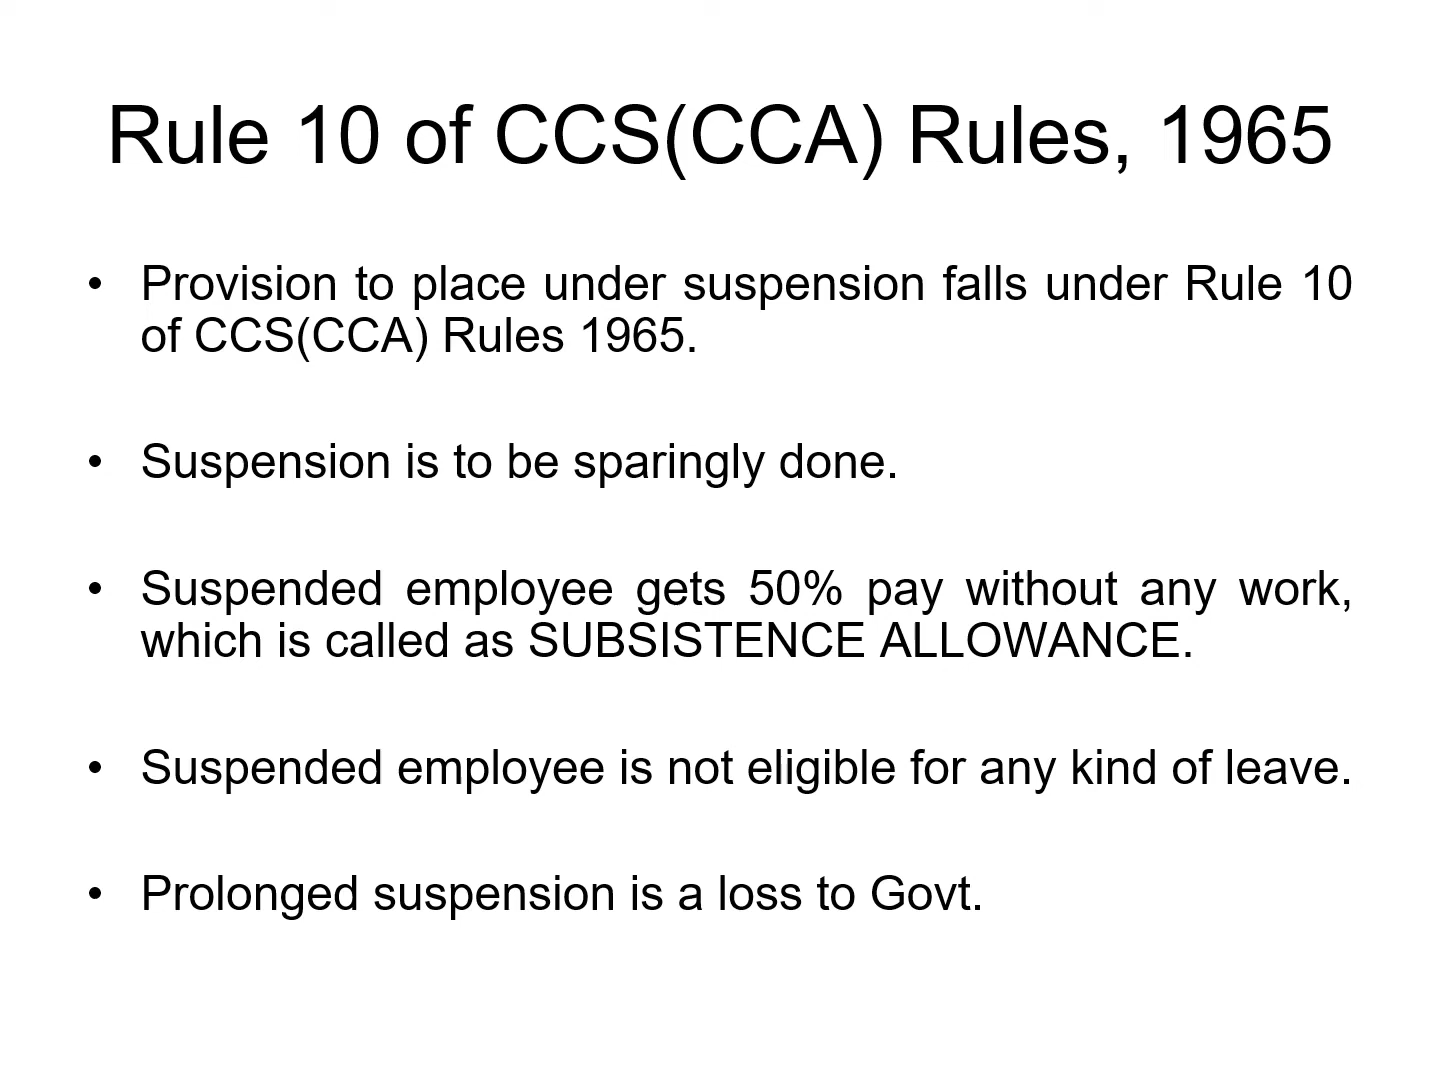 Rule 10 of CCS(CCA) Rules, 1965
• Provision to place under suspension falls under Rule 10
of CCS(CCA) Rules 1965.
• Suspension is to be sparingly done.
• Suspended employee gets 50% pay without any work,
which is called as SUBSISTENCE ALLOWANCE.
• Suspended employee is not eligible for any kind of leave.
• Prolonged suspension is a loss to Govt.